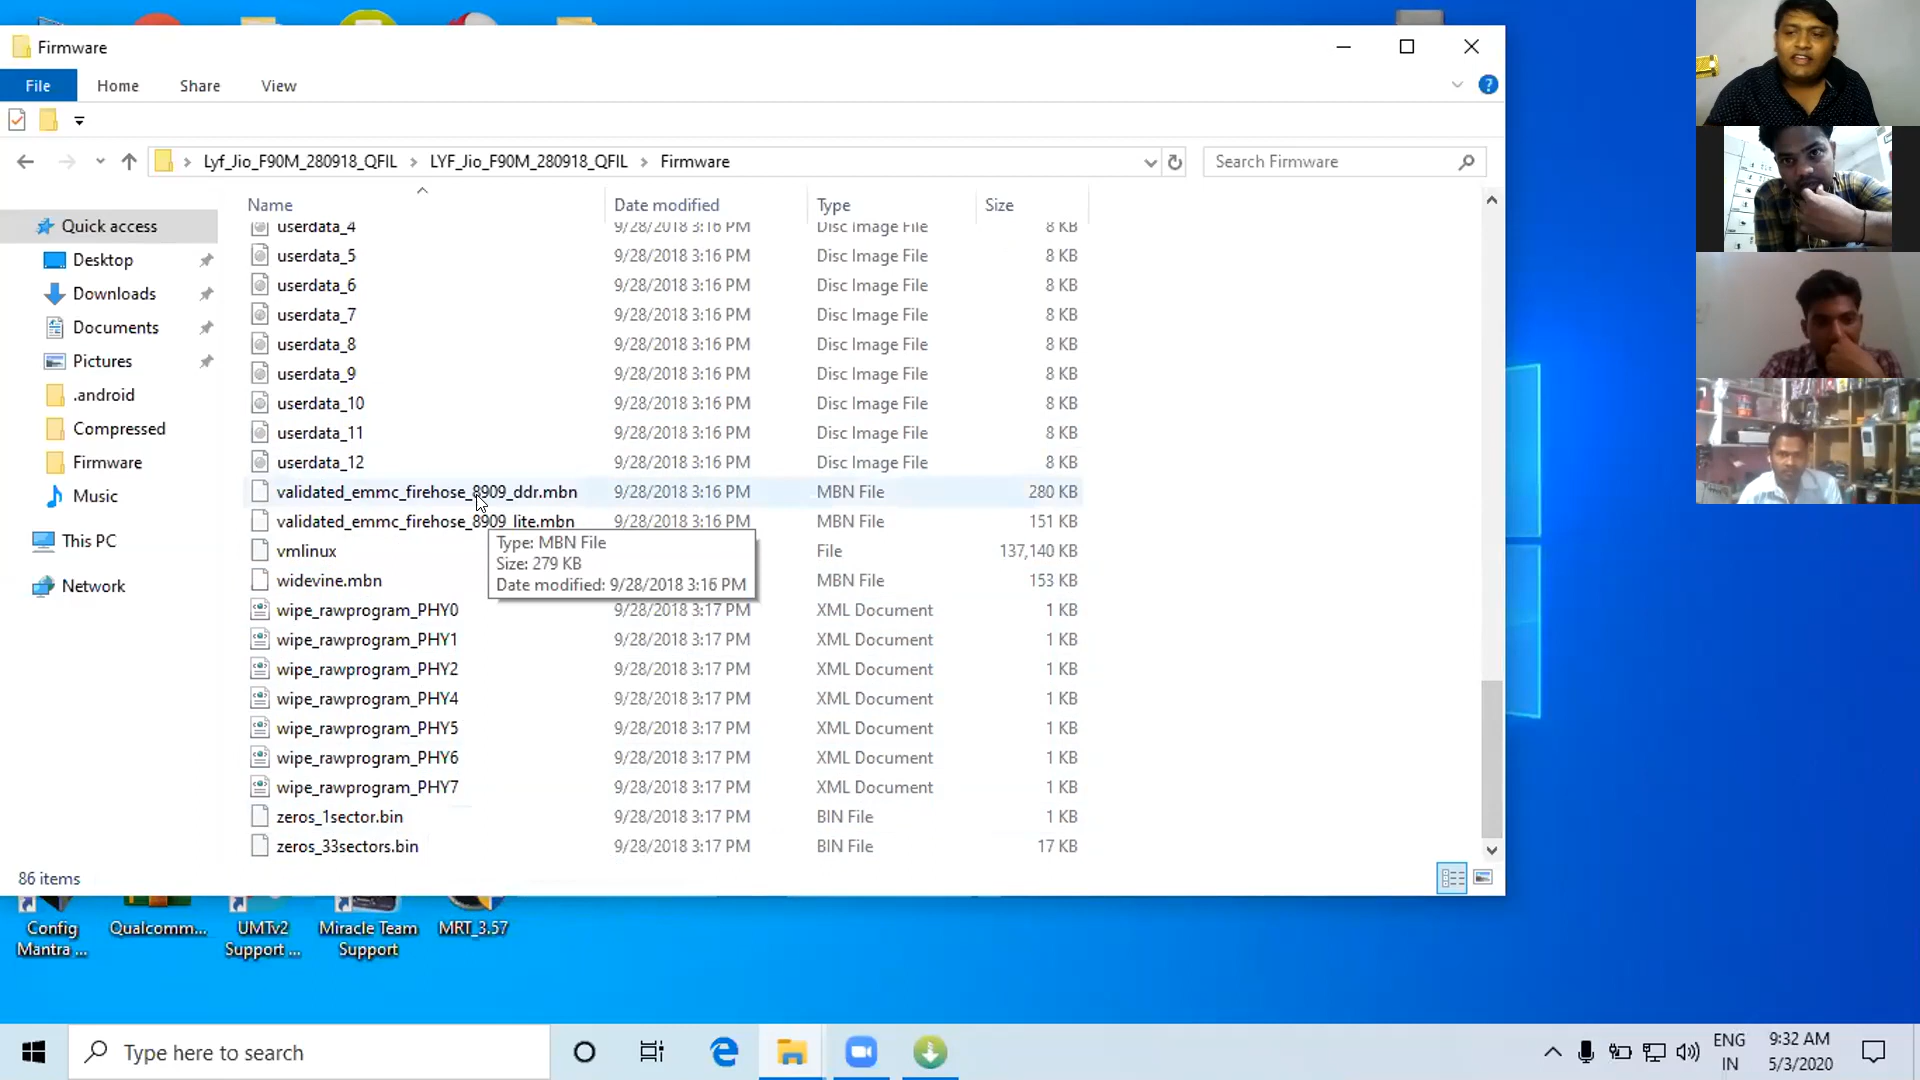 Firmware
File Home Share View
Lyf_Jio_F90M_280918_QFIL > LYF_Jio_F90M_280918_QFIL > Firmware
Search Firmware
Name Date modified Type Size
Quick access
Desktop
Downloads
Documents
Pictures
.android
Compressed
Firmware
Music
This PC
Network
userdata_4 9/28/2018 3:16 PM Disc Image File 8 KB
userdata_5 9/28/2018 3:16 PM Disc Image File 8 KB
userdata_6 9/28/2018 3:16 PM Disc Image File 8 KB
userdata_7 9/28/2018 3:16 PM Disc Image File 8 KB
userdata_8 9/28/2018 3:16 PM Disc Image File 8 KB
userdata_9 9/28/2018 3:16 PM Disc Image File 8 KB
userdata_10 9/28/2018 3:16 PM Disc Image File 8 KB
userdata_11 9/28/2018 3:16 PM Disc Image File 8 KB
userdata_12 9/28/2018 3:16 PM Disc Image File 8 KB
validated_emmc_firehose_8909_ddr.mbn 9/28/2018 3:16 PM MBN File 280 KB
validated_emmc_firehose_8909_lite.mbn 9/28/2018 3:16 PM MBN File 151 KB
vmlinux File 137,140 KB
widevine.mbn MBN File 153 KB
Type: MBN File
Size: 279 KB
Date modified: 9/28/2018 3:16 PM
wipe_rawprogram_PHY0 9/28/2018 3:17 PM XML Document 1 KB
wipe_rawprogram_PHY1 9/28/2018 3:17 PM XML Document 1 KB
wipe_rawprogram_PHY2 9/28/2018 3:17 PM XML Document 1 KB
wipe_rawprogram_PHY4 9/28/2018 3:17 PM XML Document 1 KB
wipe_rawprogram_PHY5 9/28/2018 3:17 PM XML Document 1 KB
wipe_rawprogram_PHY6 9/28/2018 3:17 PM XML Document 1 KB
wipe_rawprogram_PHY7 9/28/2018 3:17 PM XML Document 1 KB
zeros_1sector.bin 9/28/2018 3:17 PM BIN File 1 KB
zeros_33sectors.bin 9/28/2018 3:17 PM BIN File 17 KB
86 items
Config
Mantra ...
Qualcomm...
UMTv2
Support ...
Miracle Team
Support
MRT_3.57
Type here to search
ENG
IN
9:32 AM
5/3/2020